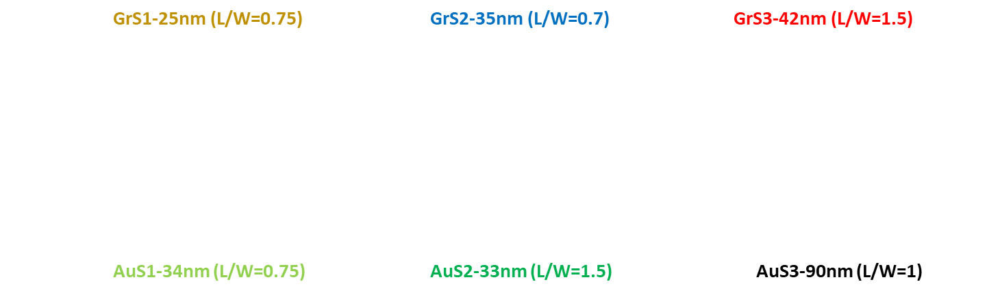 GrS1-25nm (L/W=0.75)
GrS2-35nm (L/W=0.7)
GrS3-42nm (L/W=1.5)
AuS1-34nm (L/W=0.75)
AuS2-33nm (L/W=1.5)
AuS3-90nm (L/W=1)